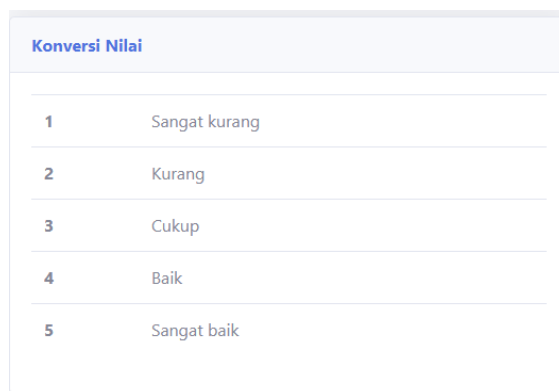 Konversi Nilai
1 Sangat kurang
2 Kurang
3 Cukup
4 Baik
5 Sangat baik